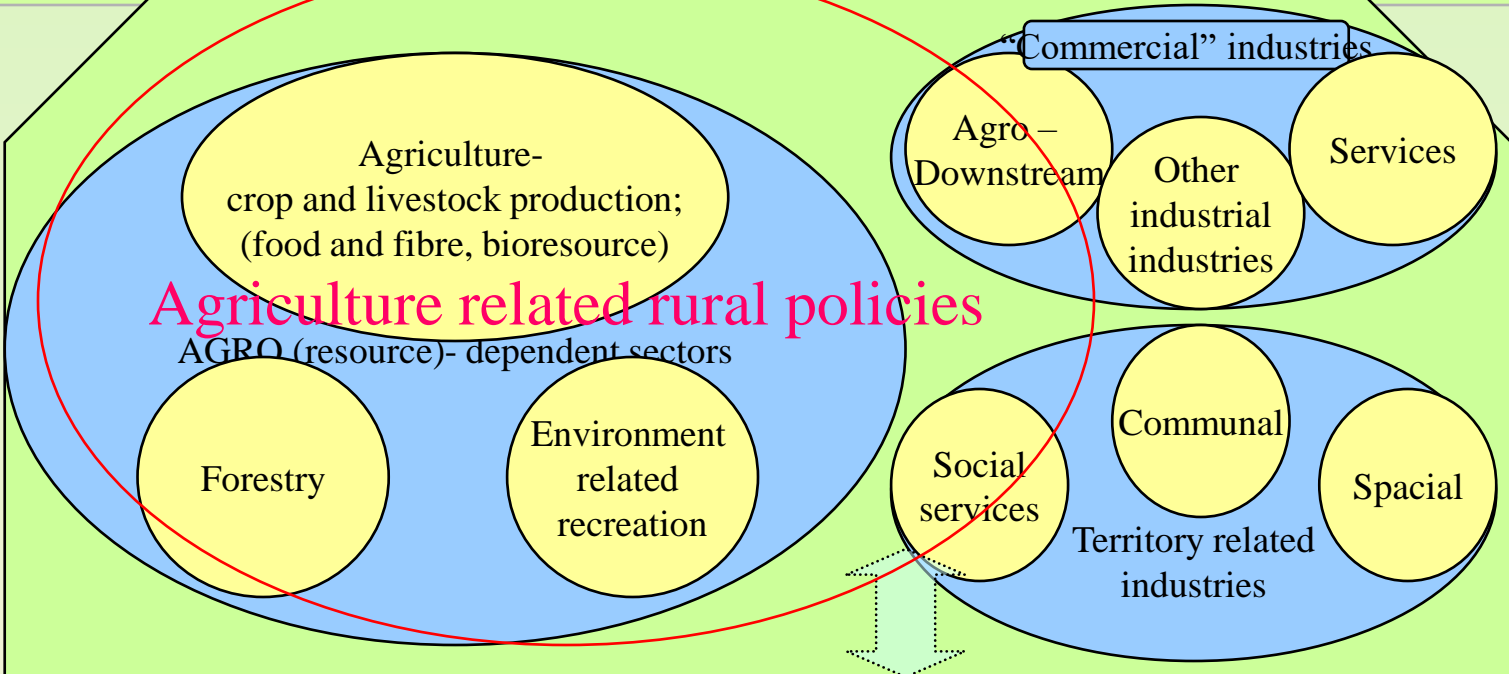 Agriculture-
crop and livestock production;
(food and fibre, bioresource)
Agriculture related rural policies
AGRO (resource)- dependent sectors
Forestry
Environment
related
recreation
“Commercial” industries
Agro –
Downstream
Other
industrial
industries
Services
Social
services
Communal
Spacial
Territory related
industries